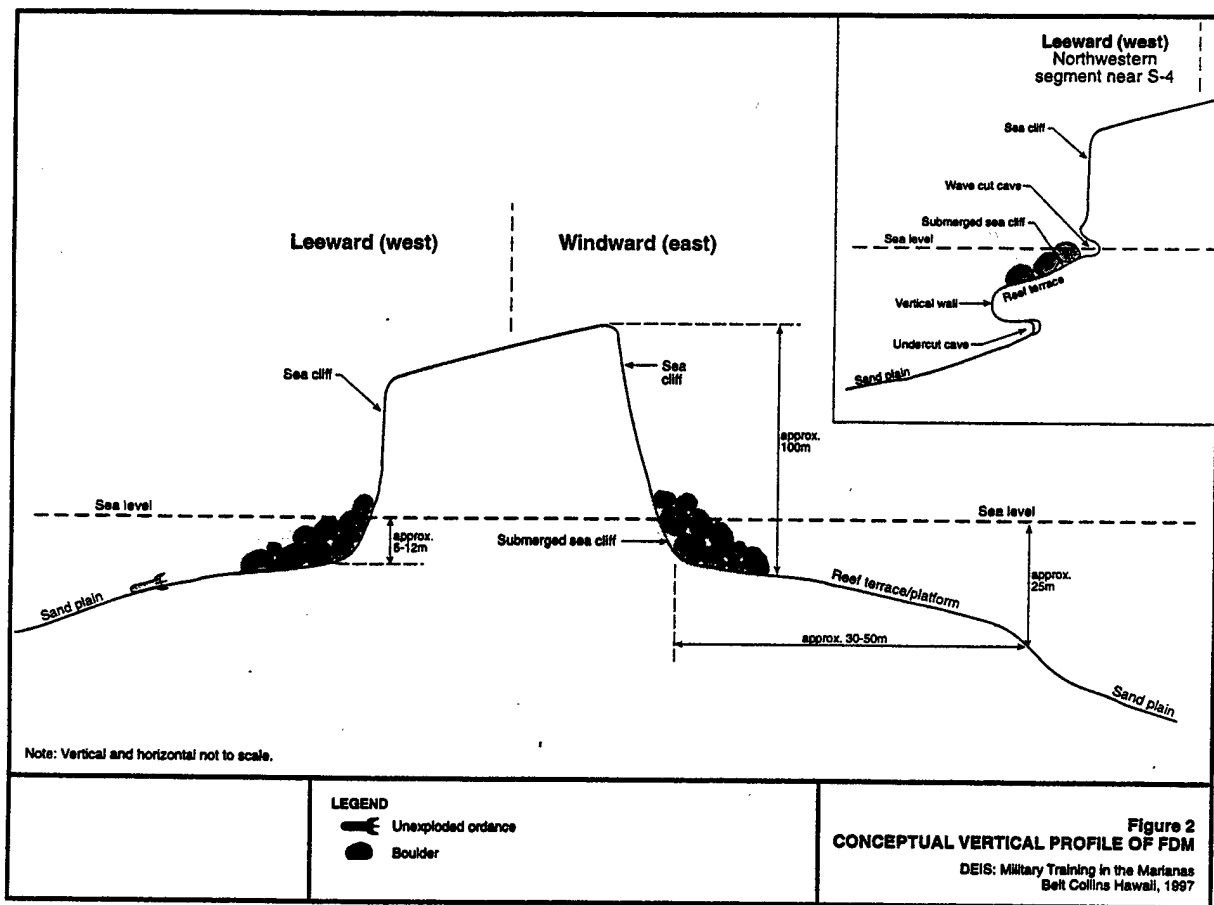 Leeward (west)
Northwestern
segment near S-4
Sea cliff
Wave cut cave
Submerged sea cliff
Sea level
Reef terrace
Vertical wall
Undercut cave
Sand plain
Leeward (west)
Windward (east)
Sea cliff
Sea
cliff
approx.
100m
Sea level
Sea level
approx.
6-12m
Submerged sea cliff
approx.
25m
Reef terrace/platform
Sand plain
approx. 30-50m
Sand plain
Note: Vertical and horizontal not to scale.
LEGEND
Unexploded ordance
Boulder
Figure 2
CONCEPTUAL VERTICAL PROFILE OF FDM
DEIS: Military Training in the Marianas
Belt Collins Hawaii, 1997